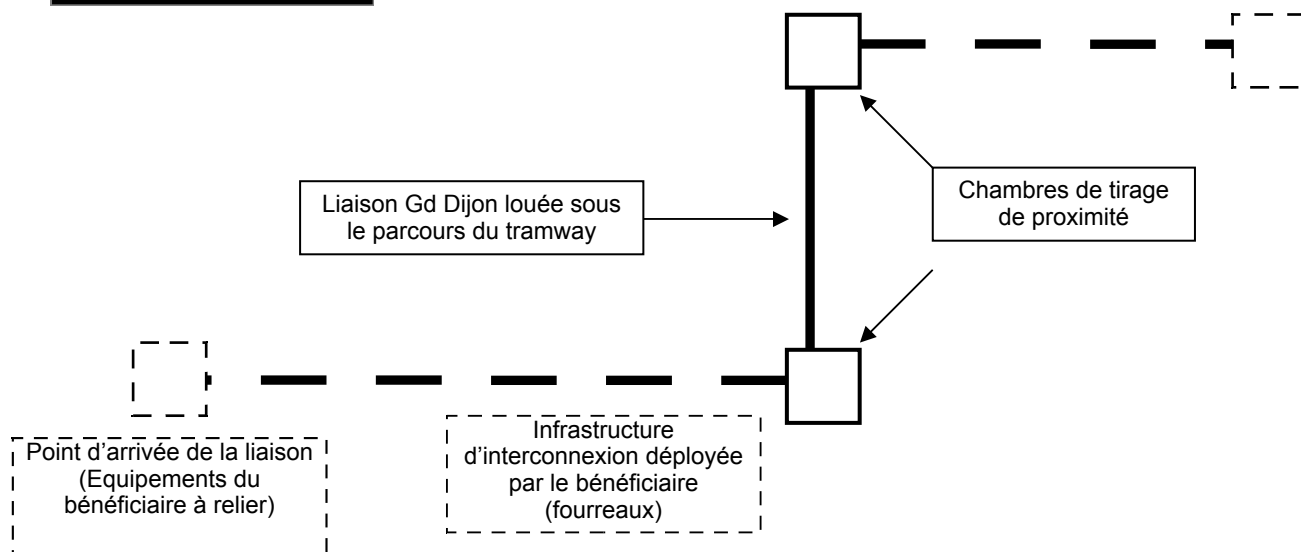 Liaison Gd Dijon louée sous
le parcours du tramway
Chambres de tirage
de proximité
Point d’arrivée de la liaison
(Equipements du
bénéficiaire à relier)
Infrastructure
d’interconnexion déployée
par le bénéficiaire
(fourreaux)